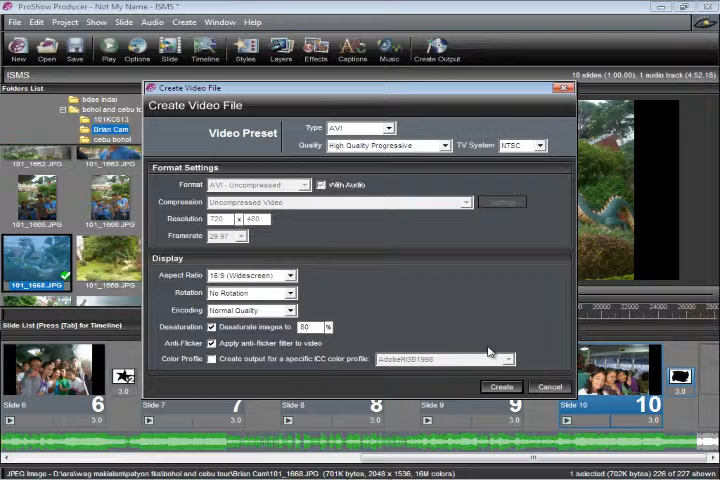 ProShow Producer - Not My Name - ISMS *
File Edit Project Show Slide Audio Create Window Help
New Open Save Play Options Slide Timeline Styles Layers Effects Captions Music Create Output
ISMS
10 slides (1:00.00), 1 audio track (4:52.18)
Folders List
bdae indai
bohol and cebu tour
101KC613
Brian Cam
cebu bohol
101_1662.JPG
101_1663.JPG
101_1665.JPG
101_1666.JPG
101_1668.JPG
101_1669.JPG
Create Video File
Create Video File
Video Preset
Type AVI
Quality High Quality Progressive TV System NTSC
Format Settings
Format AVI - Uncompressed With Audio
Compression Uncompressed Video Settings
Resolution 720 x 480
Framerate 29.97
Display
Aspect Ratio 16:9 (Widescreen)
Rotation No Rotation
Encoding Normal Quality
Desaturation Desaturate images to 80 %
Anti-Flicker Apply anti-flicker filter to video
Color Profile Create output for a specific ICC color profile: AdobeRGB1998
Create Cancel
20000
Slide List (Press [Tab] for Timeline)
3.0
3.0
Slide 6 6 Slide 7 7 Slide 8 8 Slide 9 9 Slide 10 10
3.0 3.0 3.0 3.0 3.0
JPEG Image - D:\ara\wag makialam\patyon tka\bohol and cebu tour\Brian Cam\101_1668.JPG (701K bytes, 2048 x 1536, 16M colors)
1 selected (702K bytes) 226 of 227 shown